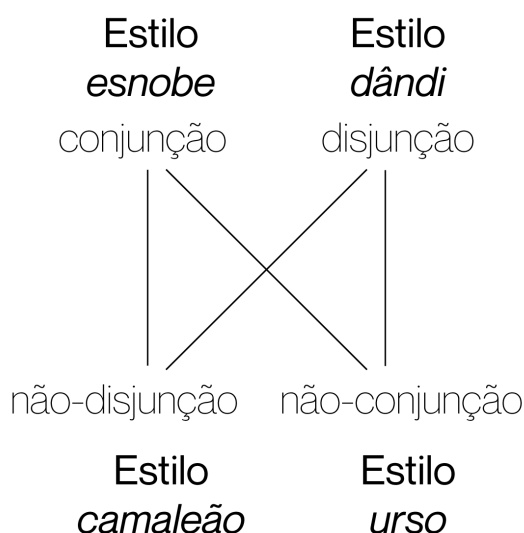 Estilo Estilo
esnobe dândi
conjunção disjunção
não-disjunção não-conjunção
Estilo Estilo
camaleão urso